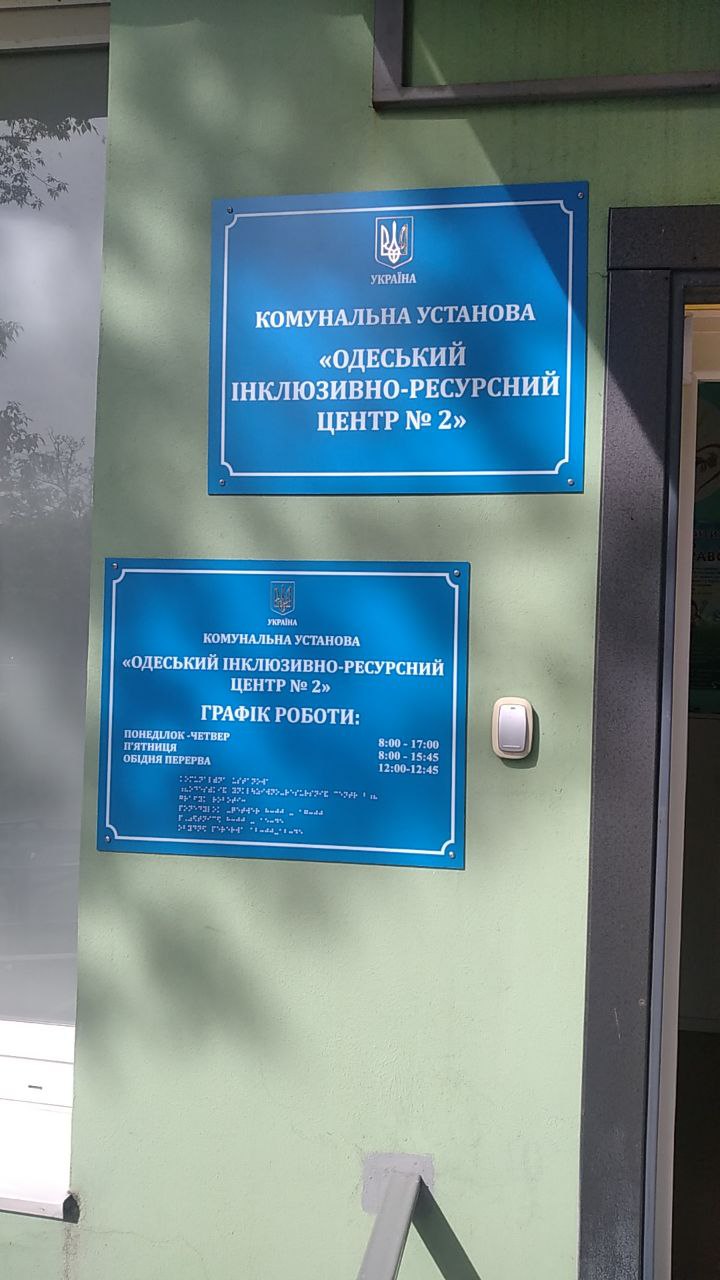 УКРАЇНА
КОМУНАЛЬНА УСТАНОВА
«ОДЕСЬКИЙ
ІНКЛЮЗИВНО-РЕСУРСНИЙ
ЦЕНТР № 2»
УКРАЇНА
КОМУНАЛЬНА УСТАНОВА
«ОДЕСЬКИЙ ІНКЛЮЗИВНО-РЕСУРСНИЙ
ЦЕНТР № 2»
ГРАФІК РОБОТИ:
ПОНЕДІЛОК -ЧЕТВЕР 8:00 - 17:00
П'ЯТНИЦЯ 8:00 - 15:45
ОБІДНЯ ПЕРЕРВА 12:00-12:45